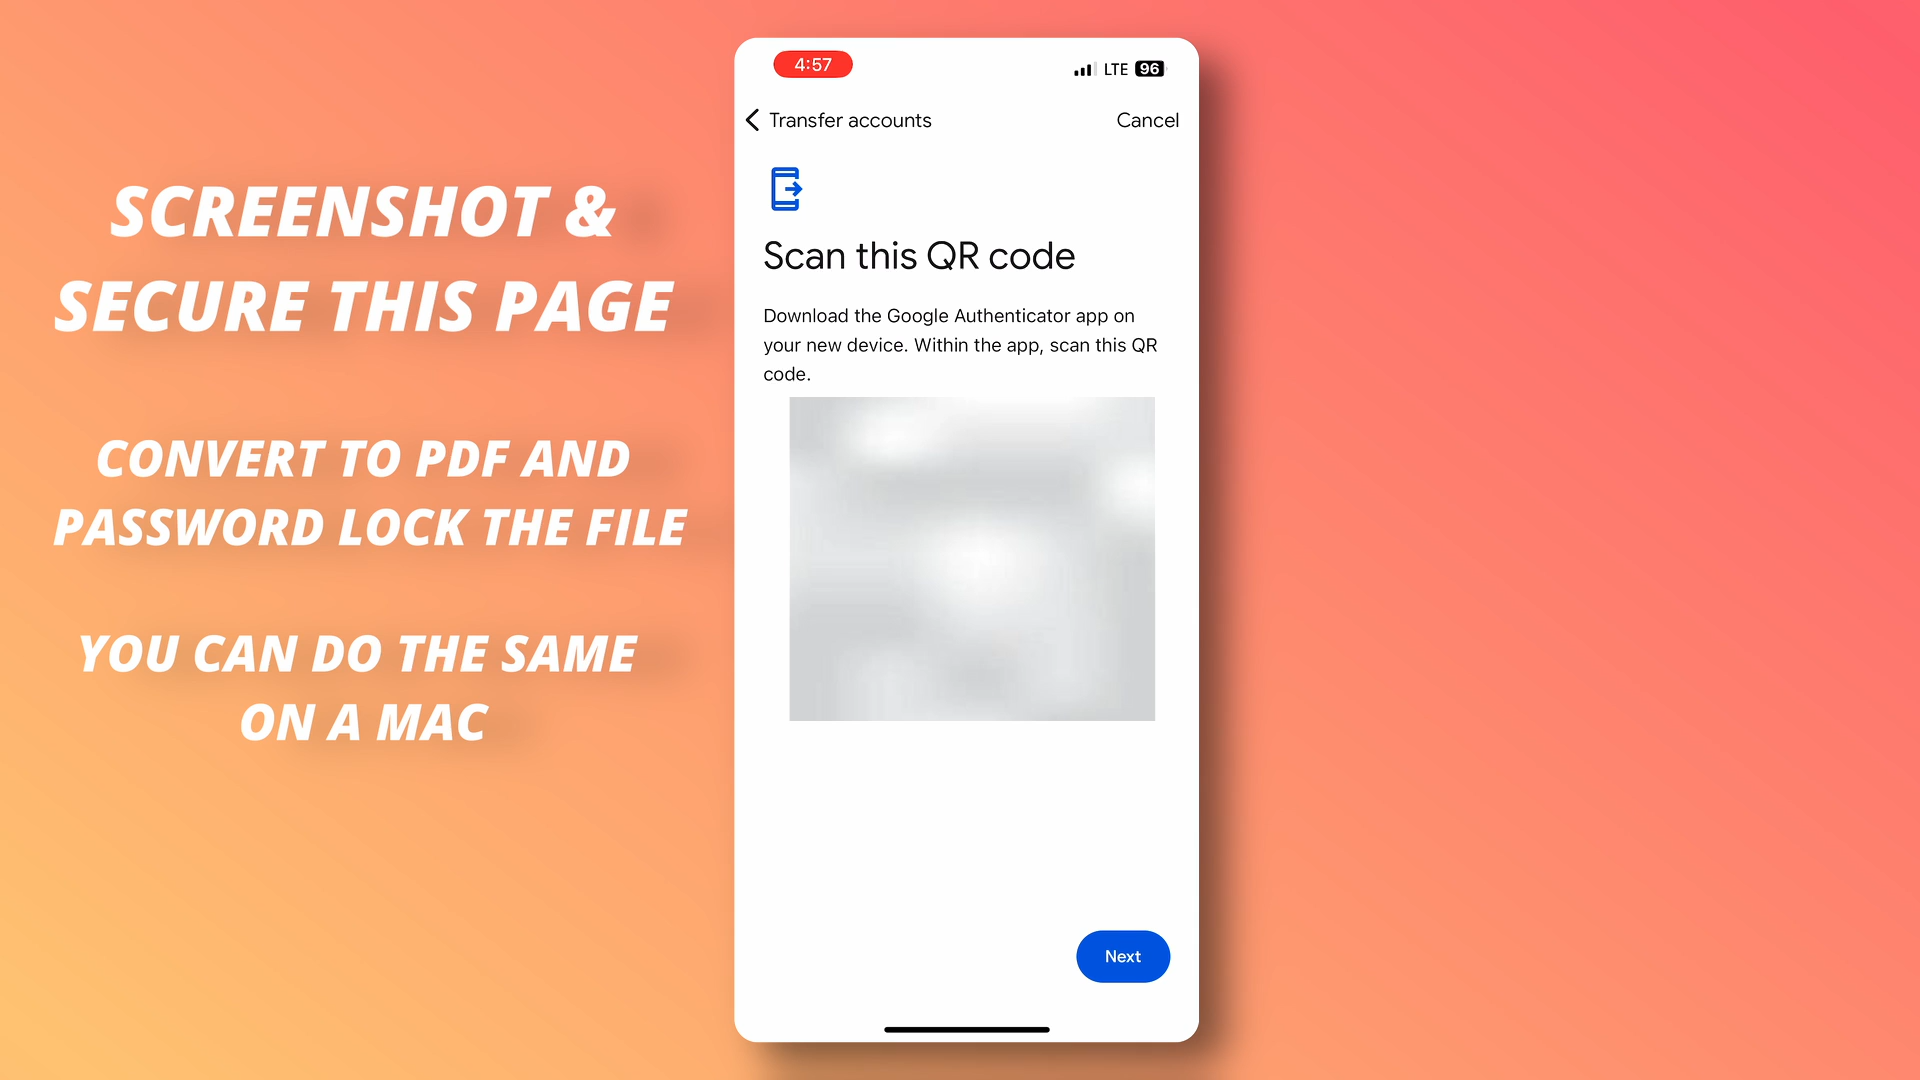 SCREENSHOT &
SECURE THIS PAGE
CONVERT TO PDF AND
PASSWORD LOCK THE FILE
YOU CAN DO THE SAME
ON A MAC
4:57
LTE 96
Transfer accounts
Cancel
Scan this QR code
Download the Google Authenticator app on
your new device. Within the app, scan this QR
code.
Next